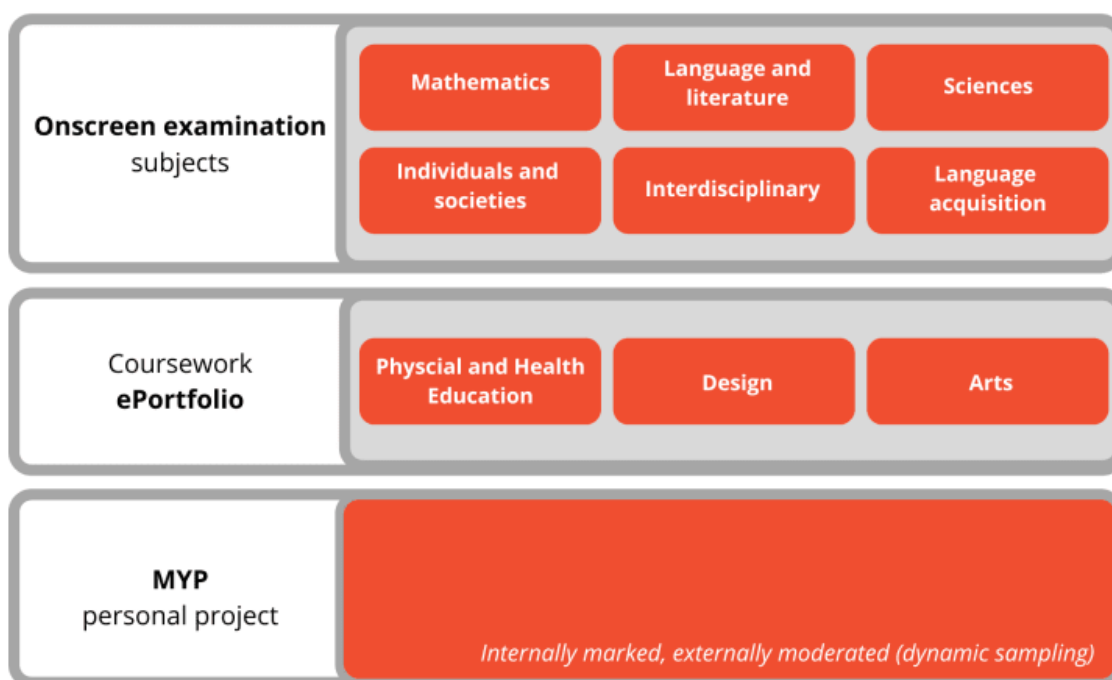 Onscreen examination
subjects
Mathematics
Language and
literature
Sciences
Individuals and
societies
Interdisciplinary
Language
acquisition
Coursework
ePortfolio
Physcial and Health
Education
Design
Arts
MYP
personal project
Internally marked, externally moderated (dynamic sampling)